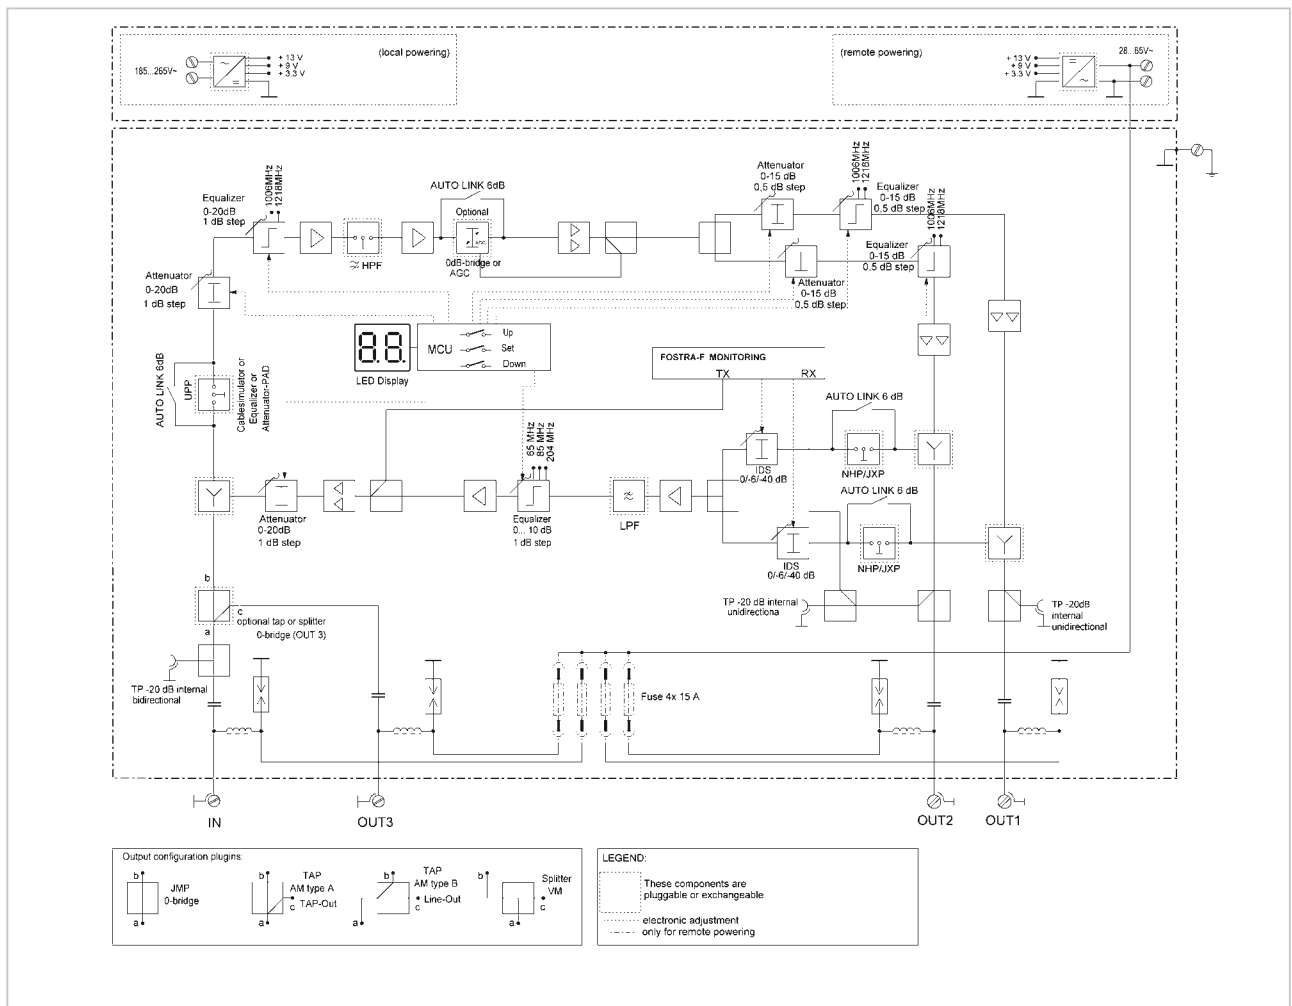 (local powering)
165...265V~
+ 13 V
+ 9 V
+ 3.3 V
(remote powering)
28...65V~
+ 13 V
+ 9 V
+ 3.3 V
Equalizer
0-20dB
1 dB step
1006MHz
1218MHz
HPF
AUTO LINK 6dB
Optional
AGC
0dB-bridge or
AGC
Attenuator
0-15 dB
0,5 dB step
1006MHz
1218MHz
Equalizer
0-15 dB
0,5 dB step
1006MHz
1218MHz
Equalizer
0-15 dB
0,5 dB step
Attenuator
0-15 dB
0,5 dB step
Attenuator
0-20dB
1 dB step
88
LED Display
MCU
Up
Set
Down
AUTO LINK 6dB
UPP
Cablesimulator or
Equalizer or
Attenuator-PAD
FOSTRA-F MONITORING
TX
RX
65 MHz
85 MHz
204 MHz
AUTO LINK 6 dB
NHP/JXP
IDS
0/-6/-40 dB
AUTO LINK 6 dB
NHP/JXP
IDS
0/-6/-40 dB
Attenuator
0-20dB
1 dB step
Equalizer
0... 10 dB
1 dB step
LPF
b
c
optional tap or splitter
a
0-bridge (OUT 3)
TP -20 dB internal
bidirectional
TP -20 dB internal
unidirectiona
TP -20dB
internal
unidirectional
Fuse 4x 15 A
IN
OUT3
OUT2
OUT1
Output configuration plugins:
b
JMP
0-bridge
a
b
TAP
AM type A
c TAP-Out
a
b
TAP
AM type B
Line-Out
c
a
b
Splitter
VM
c
a
LEGEND:
These components are
pluggable or exchangeable
electronic adjustment
only for remote powering